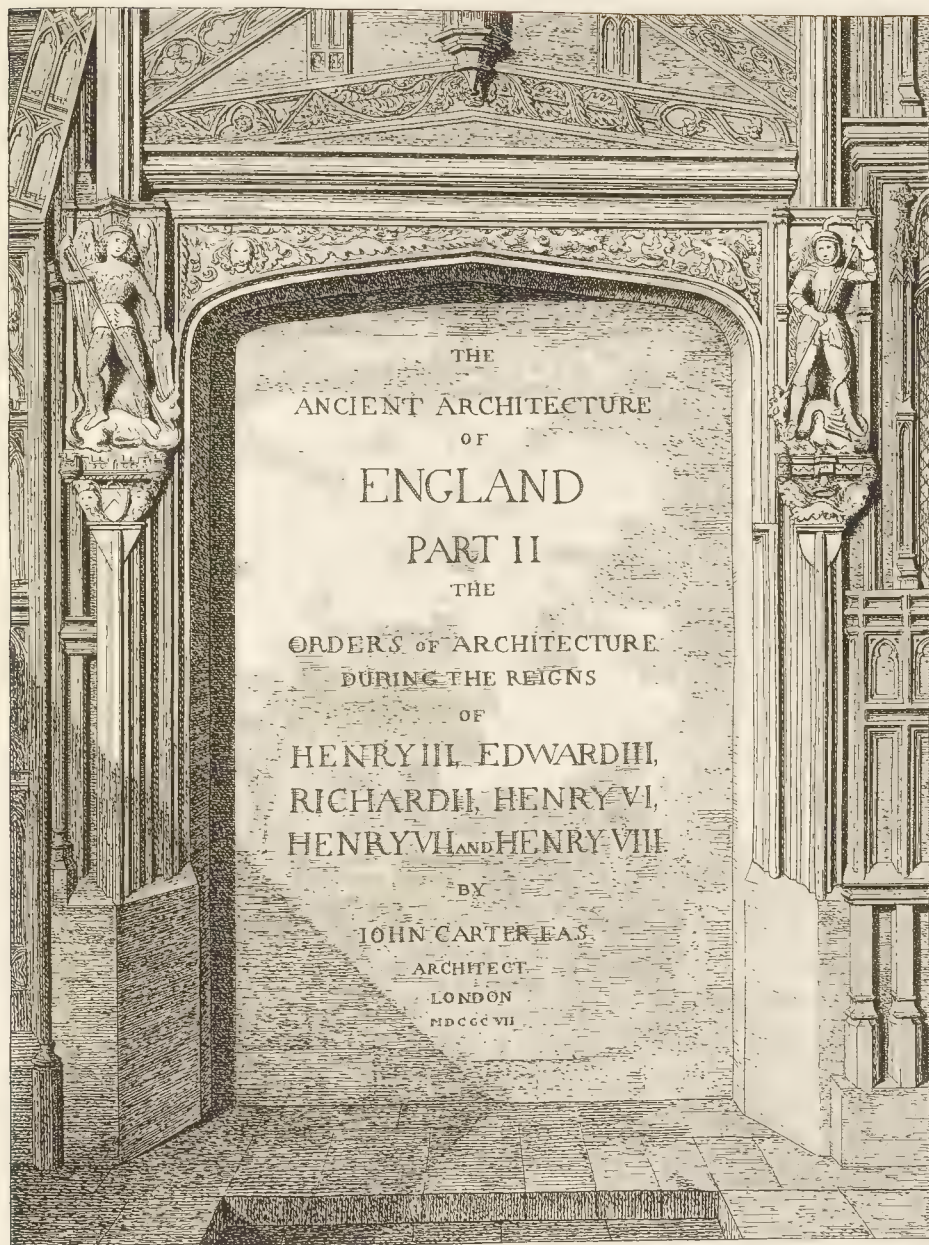 THE
ANCIENT ARCHITECTURE
OF
ENGLAND
PART II
THE
ORDERS OF ARCHITECTURE
DURING THE REIGNS
OF
HENRY III, EDWARD III,
RICHARD II, HENRY VI,
HENRY VII AND HENRY VIII.
BY
IOHN CARTER F.A.S.
ARCHITECT.
LONDON
MDCCCVII